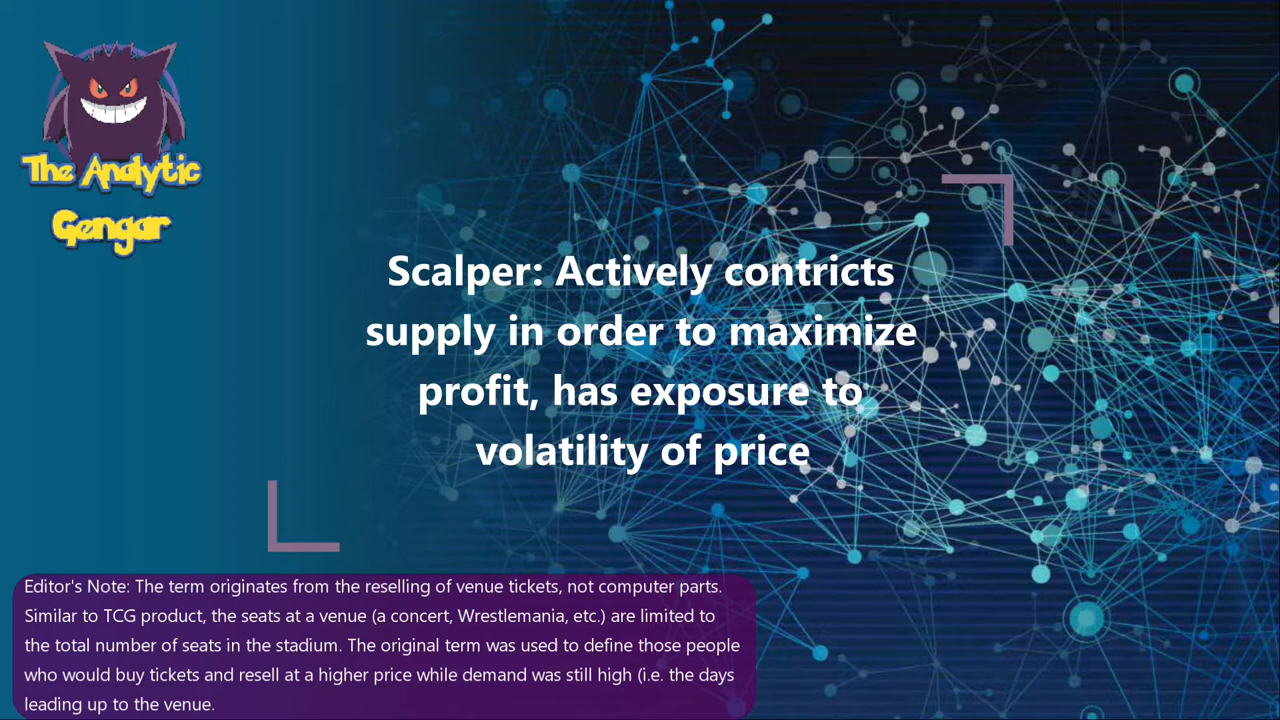 The Analytic
Gengar
Scalper: Actively contricts
supply in order to maximize
profit, has exposure to
volatility of price
Editor's Note: The term originates from the reselling of venue tickets, not computer parts.
Similar to TCG product, the seats at a venue (a concert, Wrestlemania, etc.) are limited to
the total number of seats in the stadium. The original term was used to define those people
who would buy tickets and resell at a higher price while demand was still high (i.e. the days
leading up to the venue.